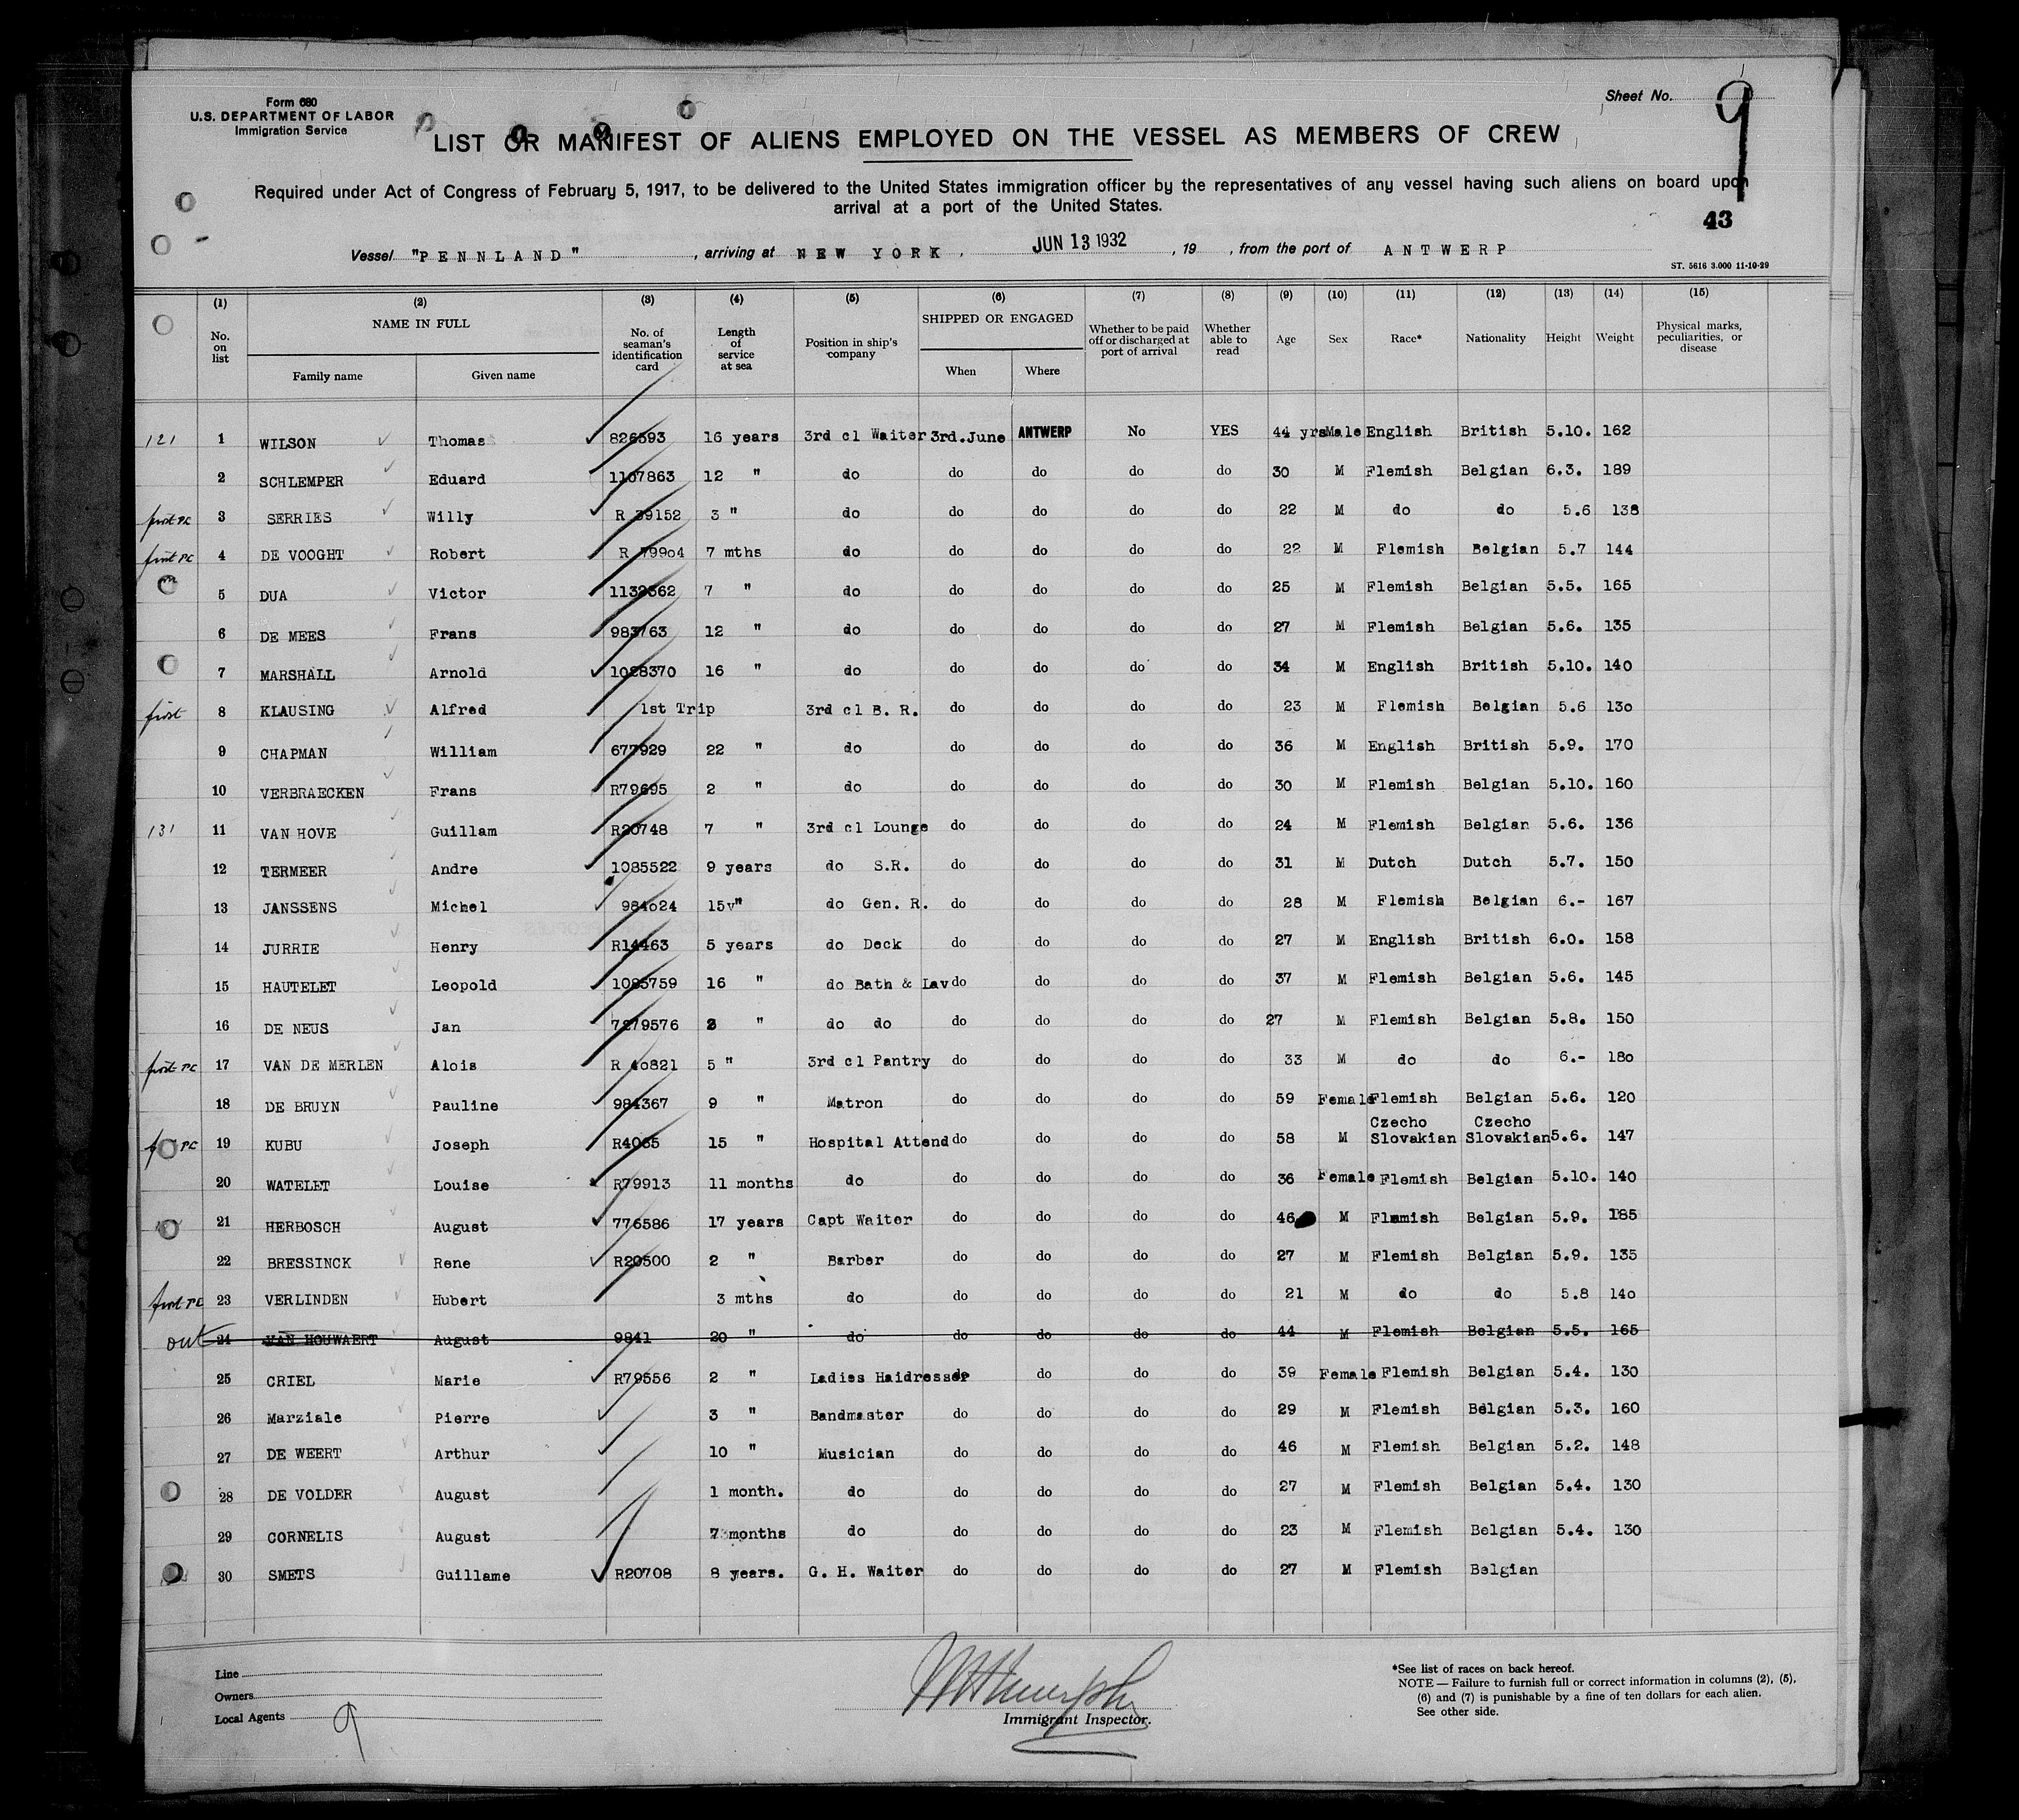 Form 680
U.S. DEPARTMENT OF LABOR
Immigration Service
Sheet No. 9
LIST OR MANIFEST OF ALIENS EMPLOYED ON THE VESSEL AS MEMBERS OF CREW
Required under Act of Congress of February 5, 1917, to be delivered to the United States immigration officer by the representatives of any vessel having such aliens on board upon
arrival at a port of the United States.
43
Vessel "PENNLAND", arriving at NEW YORK, JUN 13 1932, 19 , from the port of ANTWERP
ST. 5616 3.000 11-10-29
(1) (2) (3) (4) (5) (6) (7) (8) (9) (10) (11) (12) (13) (14) (15)
No. on list NAME IN FULL Family name Given name No. of seaman's identification card Length of service at sea Position in ship's company SHIPPED OR ENGAGED When Where Whether to be paid off or discharged at port of arrival Whether able to read Age Sex Race* Nationality Height Weight Physical marks, peculiarities, or disease
121 1 WILSON Thomas 826593 16 years 3rd cl Waiter 3rd.June ANTWERP No YES 44 yrs Male English British 5.10. 162
2 SCHLEMPER Eduard 1107863 12 " do do do do do 30 M Flemish Belgian 6.3. 189
first PC 3 SERRIES Willy R 39152 3 " do do do do do 22 M do do 5.6 138
first PC 4 DE VOOGHT Robert R 79904 7 mths do do do do do 22 M Flemish Belgian 5.7 144
5 DUA Victor 1132362 7 " do do do do do 25 M Flemish Belgian 5.5. 165
6 DE MEES Frans 983763 12 " do do do do do 27 M Flemish Belgian 5.6. 135
7 MARSHALL Arnold 1028370 16 " do do do do do 34 M English British 5.10. 140
first 8 KLAUSING Alfred 1st Trip 3rd cl B. R. do do do do 23 M Flemish Belgian 5.6 130
9 CHAPMAN William 677929 22 " do do do do do 36 M English British 5.9. 170
10 VERBRAECKEN Frans R79695 2 " do do do do do 30 M Flemish Belgian 5.10. 160
131 11 VAN HOVE Guillam R20748 7 " 3rd cl Lounge do do do do 24 M Flemish Belgian 5.6. 136
12 TERMEER Andre 1085522 9 years do S.R. do do do do 31 M Dutch Dutch 5.7. 150
13 JANSSENS Michel 984o24 15v" do Gen. R. do do do do 28 M Flemish Belgian 6.- 167
14 JURRIE Henry R14463 5 years do Deck do do do do 27 M English British 6.0. 158
15 HAUTELET Leopold 1085759 16 " do Bath & Lav do do do do 37 M Flemish Belgian 5.6. 145
16 DE NEUS Jan 7279576 " do do do do do do 27 M Flemish Belgian 5.8. 150
first PC 17 VAN DE MERLEN Alois R 40821 5 " 3rd cl Pantry do do do do 33 M do do 6.- 180
18 DE BRUYN Pauline 984367 9 " Matron do do do do 59 Female Flemish Belgian 5.6. 120
PC 19 KUBU Joseph R4065 15 " Hospital Attend do do do do 58 M Czecho Slovakian Czecho Slovakian 5.6. 147
20 WATELET Louise R79913 11 months do do do do do 36 Female Flemish Belgian 5.10. 140
21 HERBOSCH August 776586 17 years Capt Waiter do do do do 46 M Flemish Belgian 5.9. 185
22 BRESSINCK Rene R20500 2 " Barber do do do do 27 M Flemish Belgian 5.9. 135
first PC 23 VERLINDEN Hubert 3 mths do do do do do 21 M do do 5.8 140
out 24 VAN HOUWAERT August 9841 20 " do do do do do 44 M Flemish Belgian 5.5. 165
25 CRIEL Marie R79556 2 " Ladies Haidresser do do do do 39 Female Flemish Belgian 5.4. 130
26 Marziale Pierre 3 " Bandmaster do do do do 29 M Flemish Belgian 5.3. 160
27 DE WEERT Arthur 10 " Musician do do do do 46 M Flemish Belgian 5.2. 148
28 DE VOLDER August 1 month. do do do do do 27 M Flemish Belgian 5.4. 130
29 CORNELIS August 7 months do do do do do 23 M Flemish Belgian 5.4. 130
30 SMETS Guillame R20708 8 years. G. H. Waiter do do do do 27 M Flemish Belgian
Line
Owners
Local Agents
9
Immigrant Inspector.
*See list of races on back hereof.
NOTE — Failure to furnish full or correct information in columns (2), (5),
(6) and (7) is punishable by a fine of ten dollars for each alien.
See other side.